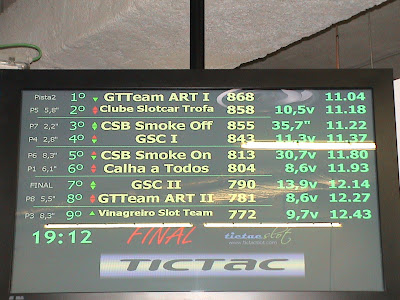 Pista2 1º GTTeam ART I 868 11.04
P5 5,8" 2º Clube Slotcar Trofa 858 10,5v 11.18
P7 2,2" 3º CSB Smoke Off 855 35,7" 11.22
P4 2,8" 4º GSC I 843 11,3v 11.37
P6 8,3" 5º CSB Smoke On 813 30,7v 11.80
P1 6,1" 6º Calha a Todos 804 8,6v 11.93
FINAL 7º GSC II 790 13,9v 12.14
P8 5,5" 8º GTTeam ART II 781 8,6v 12.27
P3 8,3" 9º Vinagreiro Slot Team 772 9,7v 12.43
19:12 FINAL tictacslot
www.tictacslot.com
TICTAC